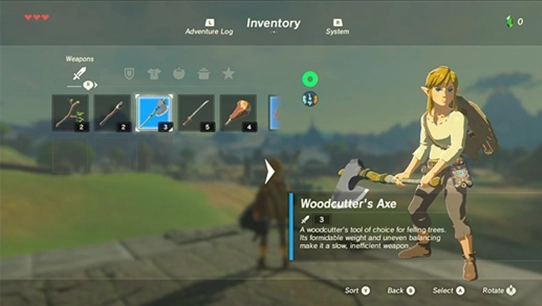 L
Inventory
R
Adventure Log
System
0
Weapons
R
2
2
3
5
4
Woodcutter's Axe
3
A woodcutter's tool of choice for felling trees.
Its formidable weight and uneven balancing
make it a slow, inefficient weapon.
Sort Y Back B Select A Rotate R